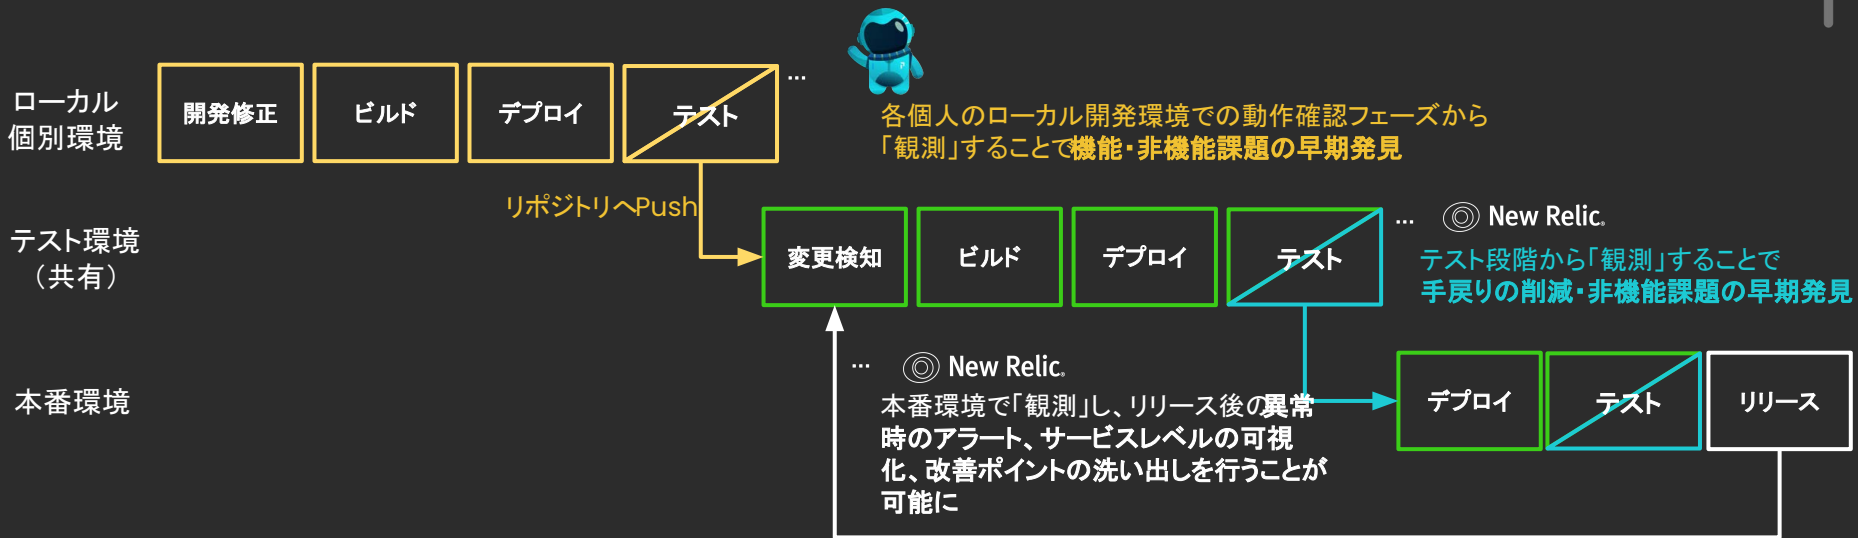 ローカル
個別環境
開発修正
ビルド
デプロイ
テスト
...
各個人のローカル開発環境での動作確認フェーズから
「観測」することで機能・非機能課題の早期発見
リポジトリへPush
テスト環境
（共有）
変更検知
ビルド
デプロイ
テスト
...
New Relic.
テスト段階から「観測」することで
手戻りの削減・非機能課題の早期発見
本番環境
...
New Relic.
本番環境で「観測」し、リリース後の異常
時のアラート、サービスレベルの可視
化、改善ポイントの洗い出しを行うことが
可能に
デプロイ
テスト
リリース